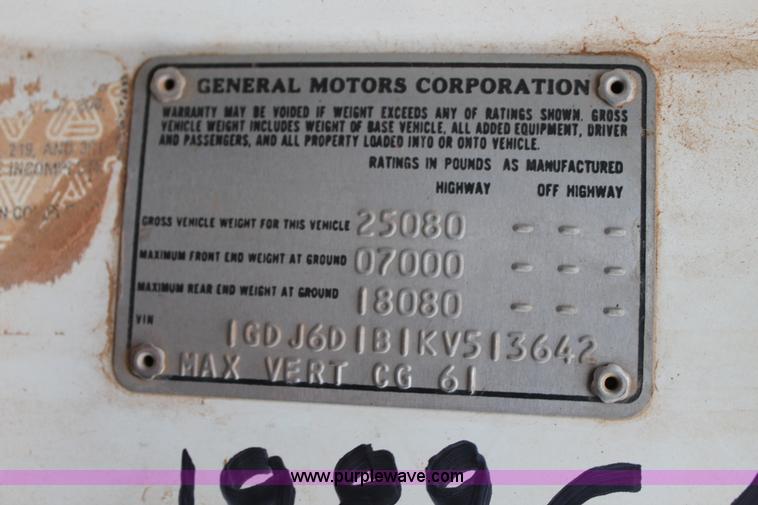 GENERAL MOTORS CORPORATION
WARRANTY MAY BE VOIDED IF WEIGHT EXCEEDS ANY OF RATINGS SHOWN. GROSS
VEHICLE WEIGHT INCLUDES WEIGHT OF BASE VEHICLE, ALL ADDED EQUIPMENT, DRIVER
AND PASSENGERS, AND ALL PROPERTY LOADED INTO OR ONTO VEHICLE.
RATINGS IN POUNDS AS MANUFACTURED
HIGHWAY OFF HIGHWAY
GROSS VEHICLE WEIGHT FOR THIS VEHICLE 25080 - - -
MAXIMUM FRONT END WEIGHT AT GROUND 07000 - - -
MAXIMUM REAR END WEIGHT AT GROUND 18080 - - -
VIN
1GDJ6D1B1KV513642
MAX VERT CG 61
219, AND 301
www.purplewave.com